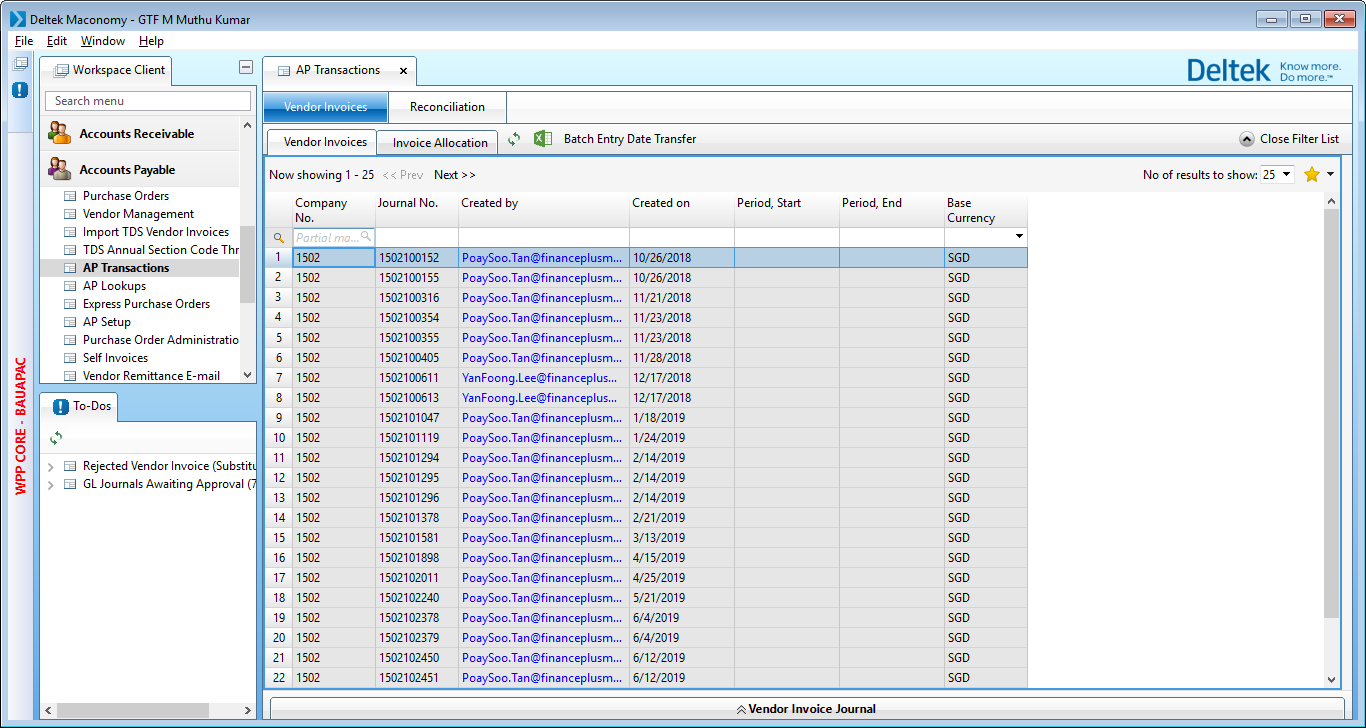 Deltek Maconomy - GTF M Muthu Kumar
File Edit Window Help
Workspace Client
AP Transactions
Deltek Know more.
Do more.™
Search menu
Vendor Invoices Reconciliation
Accounts Receivable
Vendor Invoices Invoice Allocation Batch Entry Date Transfer Close Filter List
Accounts Payable
Purchase Orders
Vendor Management
Import TDS Vendor Invoices
TDS Annual Section Code Thr
AP Transactions
AP Lookups
Express Purchase Orders
AP Setup
Purchase Order Administratio
Self Invoices
Vendor Remittance E-mail
WPP CORE - BAUAPAC
To-Dos
Rejected Vendor Invoice (Substitu
GL Journals Awaiting Approval (7
Now showing 1 - 25 << Prev Next >> No of results to show: 25
Company No. Journal No. Created by Created on Period, Start Period, End Base Currency
Partial ma...
1 1502 1502100152 PoaySoo.Tan@financeplusm... 10/26/2018 SGD
2 1502 1502100155 PoaySoo.Tan@financeplusm... 10/26/2018 SGD
3 1502 1502100316 PoaySoo.Tan@financeplusm... 11/21/2018 SGD
4 1502 1502100354 PoaySoo.Tan@financeplusm... 11/23/2018 SGD
5 1502 1502100355 PoaySoo.Tan@financeplusm... 11/23/2018 SGD
6 1502 1502100405 PoaySoo.Tan@financeplusm... 11/28/2018 SGD
7 1502 1502100611 YanFoong.Lee@financeplus... 12/17/2018 SGD
8 1502 1502100613 YanFoong.Lee@financeplus... 12/17/2018 SGD
9 1502 1502101047 PoaySoo.Tan@financeplusm... 1/18/2019 SGD
10 1502 1502101119 PoaySoo.Tan@financeplusm... 1/24/2019 SGD
11 1502 1502101294 PoaySoo.Tan@financeplusm... 2/14/2019 SGD
12 1502 1502101295 PoaySoo.Tan@financeplusm... 2/14/2019 SGD
13 1502 1502101296 PoaySoo.Tan@financeplusm... 2/14/2019 SGD
14 1502 1502101378 PoaySoo.Tan@financeplusm... 2/21/2019 SGD
15 1502 1502101581 PoaySoo.Tan@financeplusm... 3/13/2019 SGD
16 1502 1502101898 PoaySoo.Tan@financeplusm... 4/15/2019 SGD
17 1502 1502102011 PoaySoo.Tan@financeplusm... 4/25/2019 SGD
18 1502 1502102240 PoaySoo.Tan@financeplusm... 5/21/2019 SGD
19 1502 1502102378 PoaySoo.Tan@financeplusm... 6/4/2019 SGD
20 1502 1502102379 PoaySoo.Tan@financeplusm... 6/4/2019 SGD
21 1502 1502102450 PoaySoo.Tan@financeplusm... 6/12/2019 SGD
22 1502 1502102451 PoaySoo.Tan@financeplusm... 6/12/2019 SGD
Vendor Invoice Journal